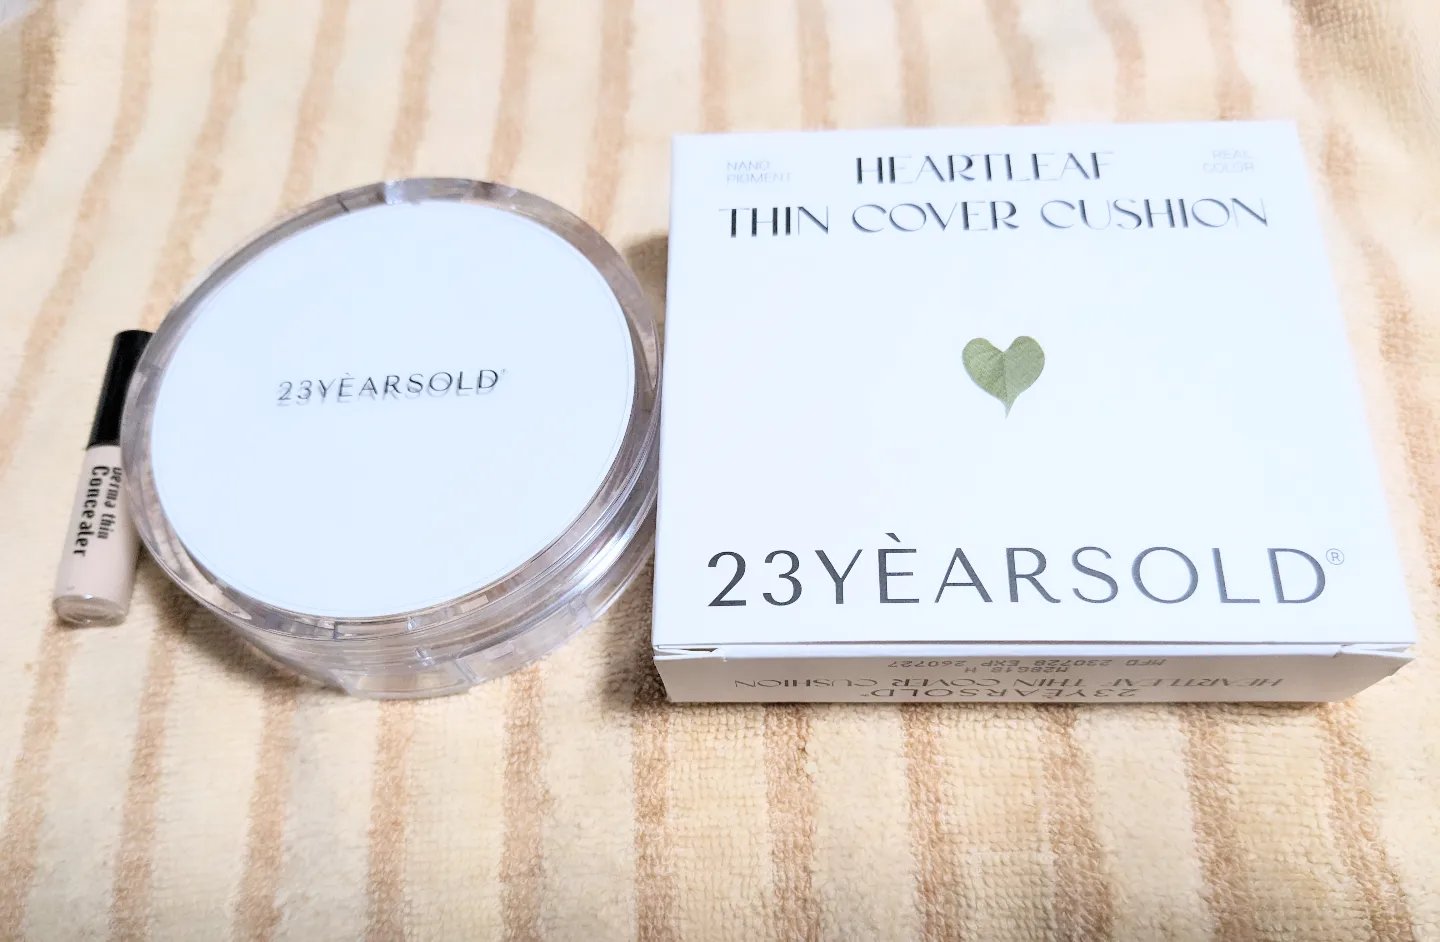 NANO
PIGMENT
HEARTLEAF
THIN COVER CUSHION
REAL
COLOR
23YÈARSOLD®
MFD 230728 EXP 260727
23YÈARSOLD®
HEARTLEAF THIN COVER CUSHION
23YÈARSOLD®
Derma thin
Concealer